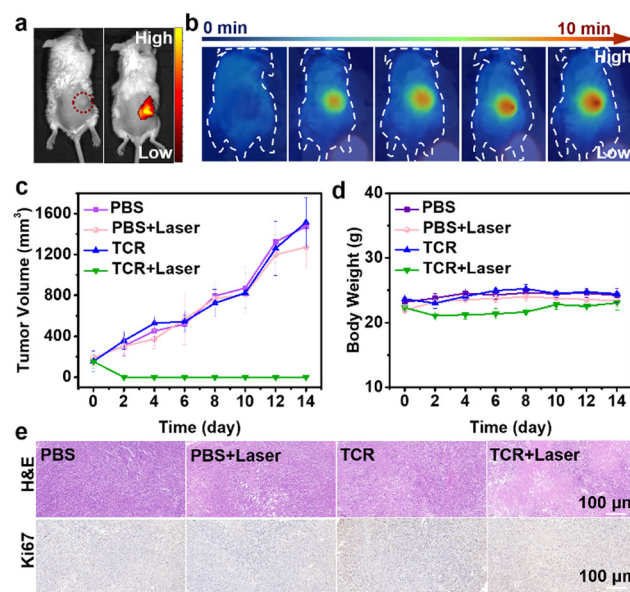 a
High
Low
b
0 min
10 min
High
Low
c
1600
1200
800
400
0
Tumor Volume (mm³)
PBS
PBS+Laser
TCR
TCR+Laser
0 2 4 6 8 10 12 14
Time (day)
d
40
30
20
10
Body Weight (g)
PBS
PBS+Laser
TCR
TCR+Laser
0 2 4 6 8 10 12 14
Time (day)
e
H&E
PBS
PBS+Laser
TCR
TCR+Laser
100 μm
Ki67
100 μm